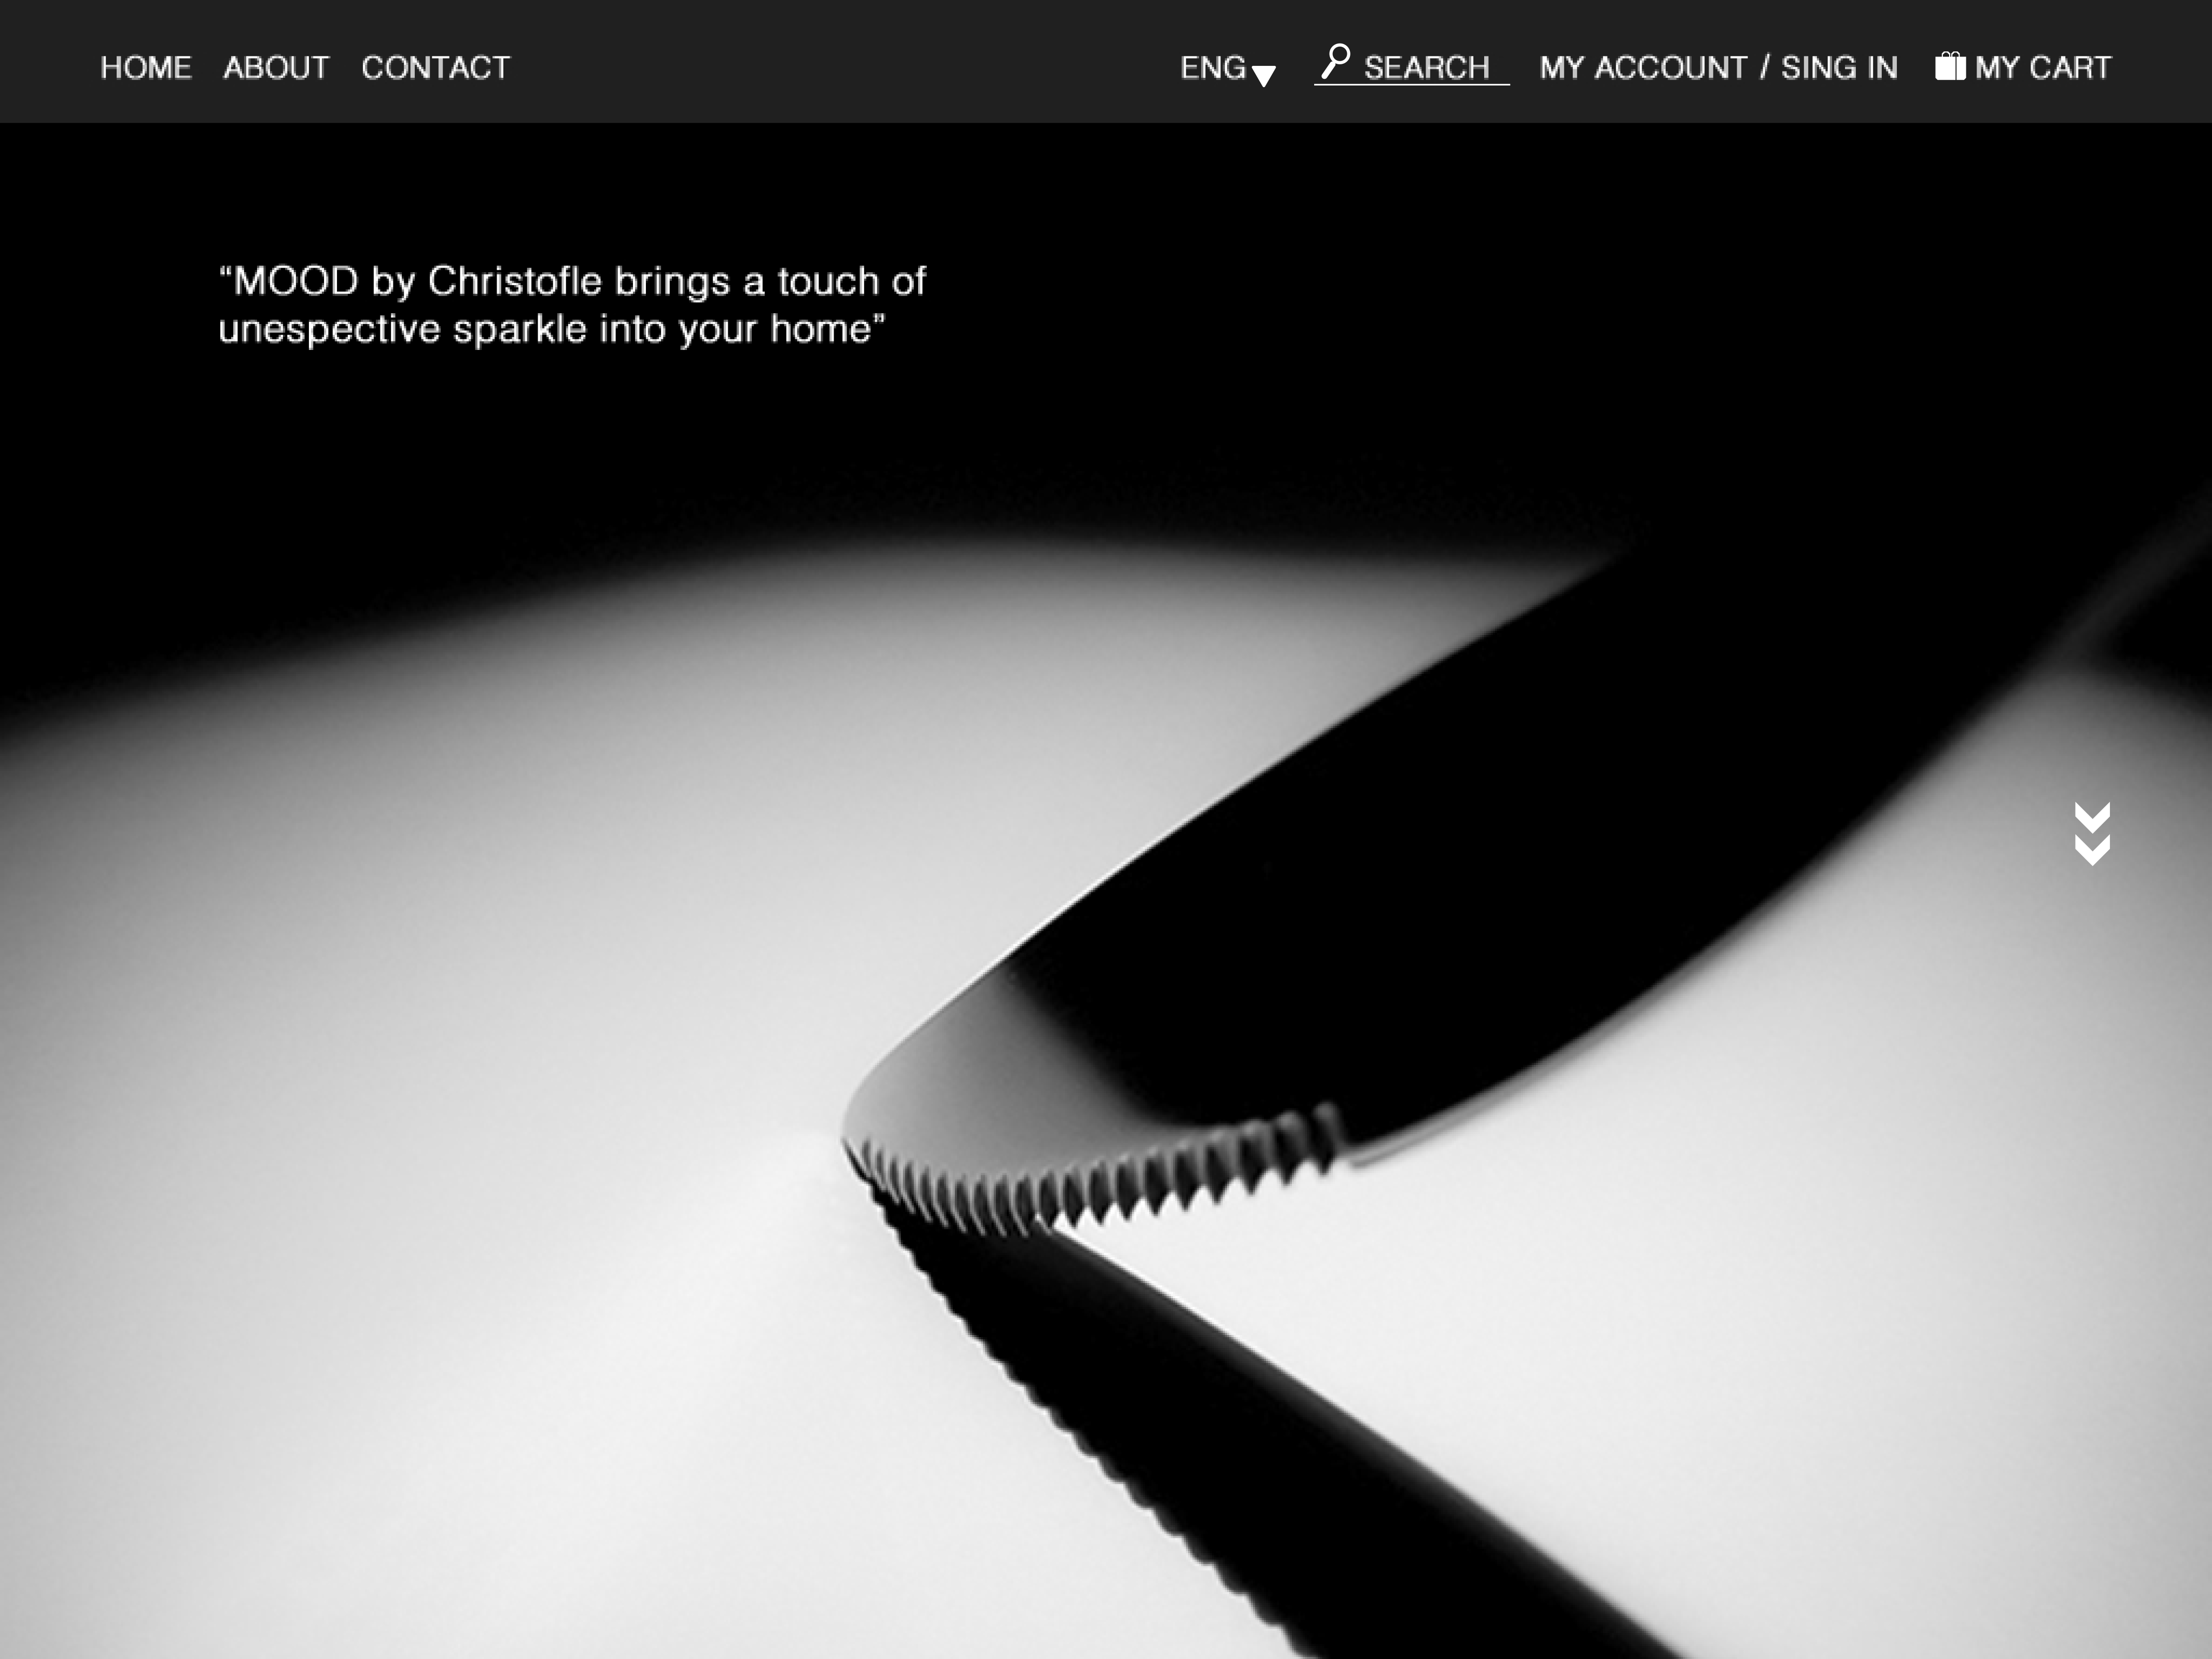 HOME ABOUT CONTACT ENG SEARCH MY ACCOUNT / SING IN MY CART
“MOOD by Christofle brings a touch of
unespective sparkle into your home”